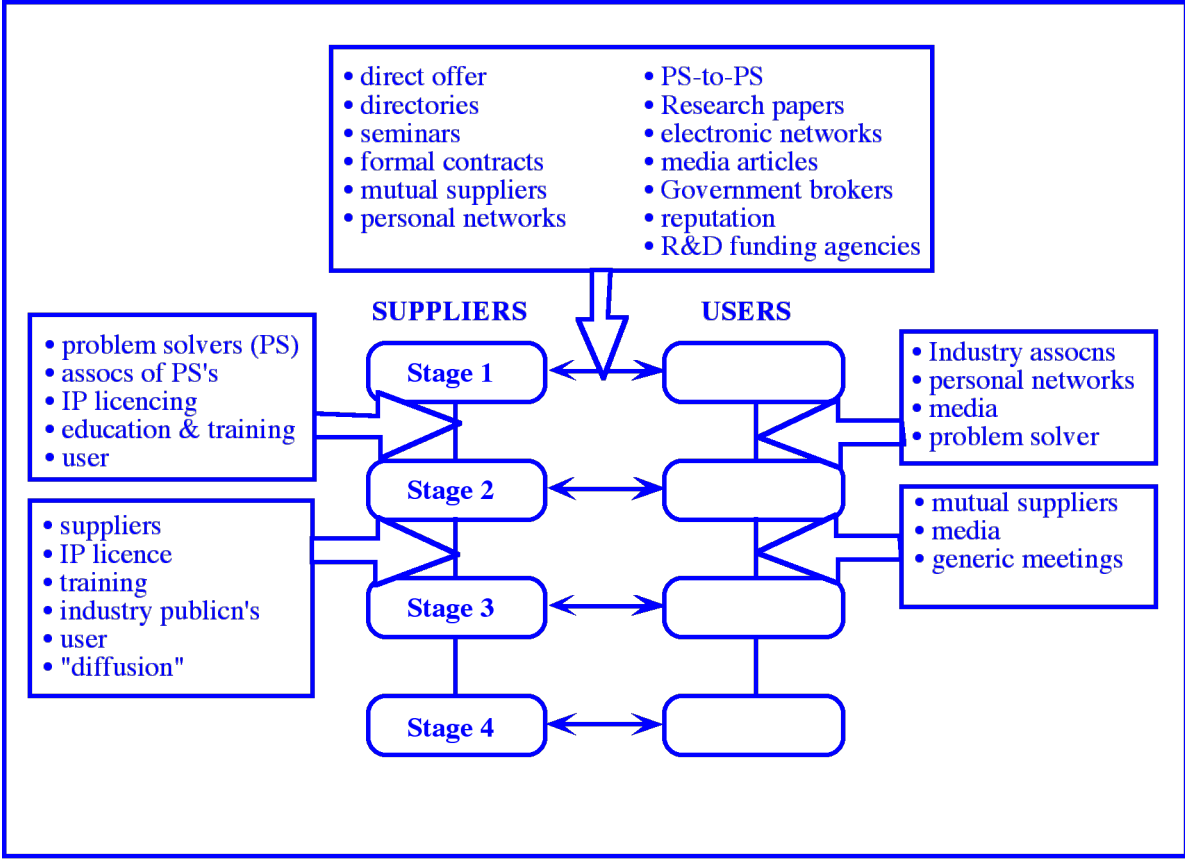 • direct offer
• directories
• seminars
• formal contracts
• mutual suppliers
• personal networks
• PS-to-PS
• Research papers
• electronic networks
• media articles
• Government brokers
• reputation
• R&D funding agencies
SUPPLIERS
USERS
• problem solvers (PS)
• assocs of PS's
• IP licencing
• education & training
• user
Stage 1
• Industry assocns
• personal networks
• media
• problem solver
Stage 2
• suppliers
• IP licence
• training
• industry publicn's
• user
• "diffusion"
• mutual suppliers
• media
• generic meetings
Stage 3
Stage 4